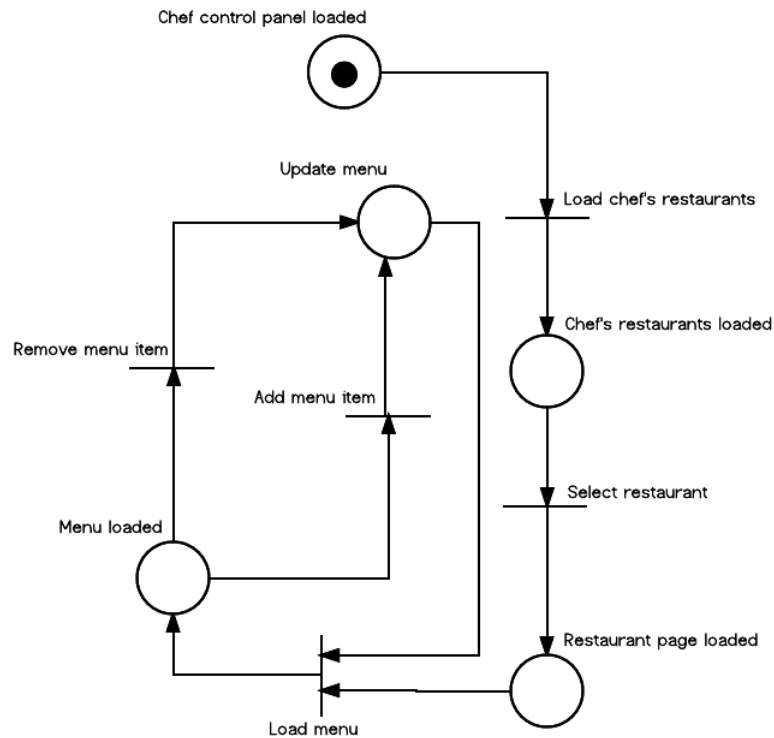 Chef control panel loaded
Update menu
Load chef's restaurants
Chef's restaurants loaded
Remove menu item
Add menu item
Select restaurant
Menu loaded
Restaurant page loaded
Load menu